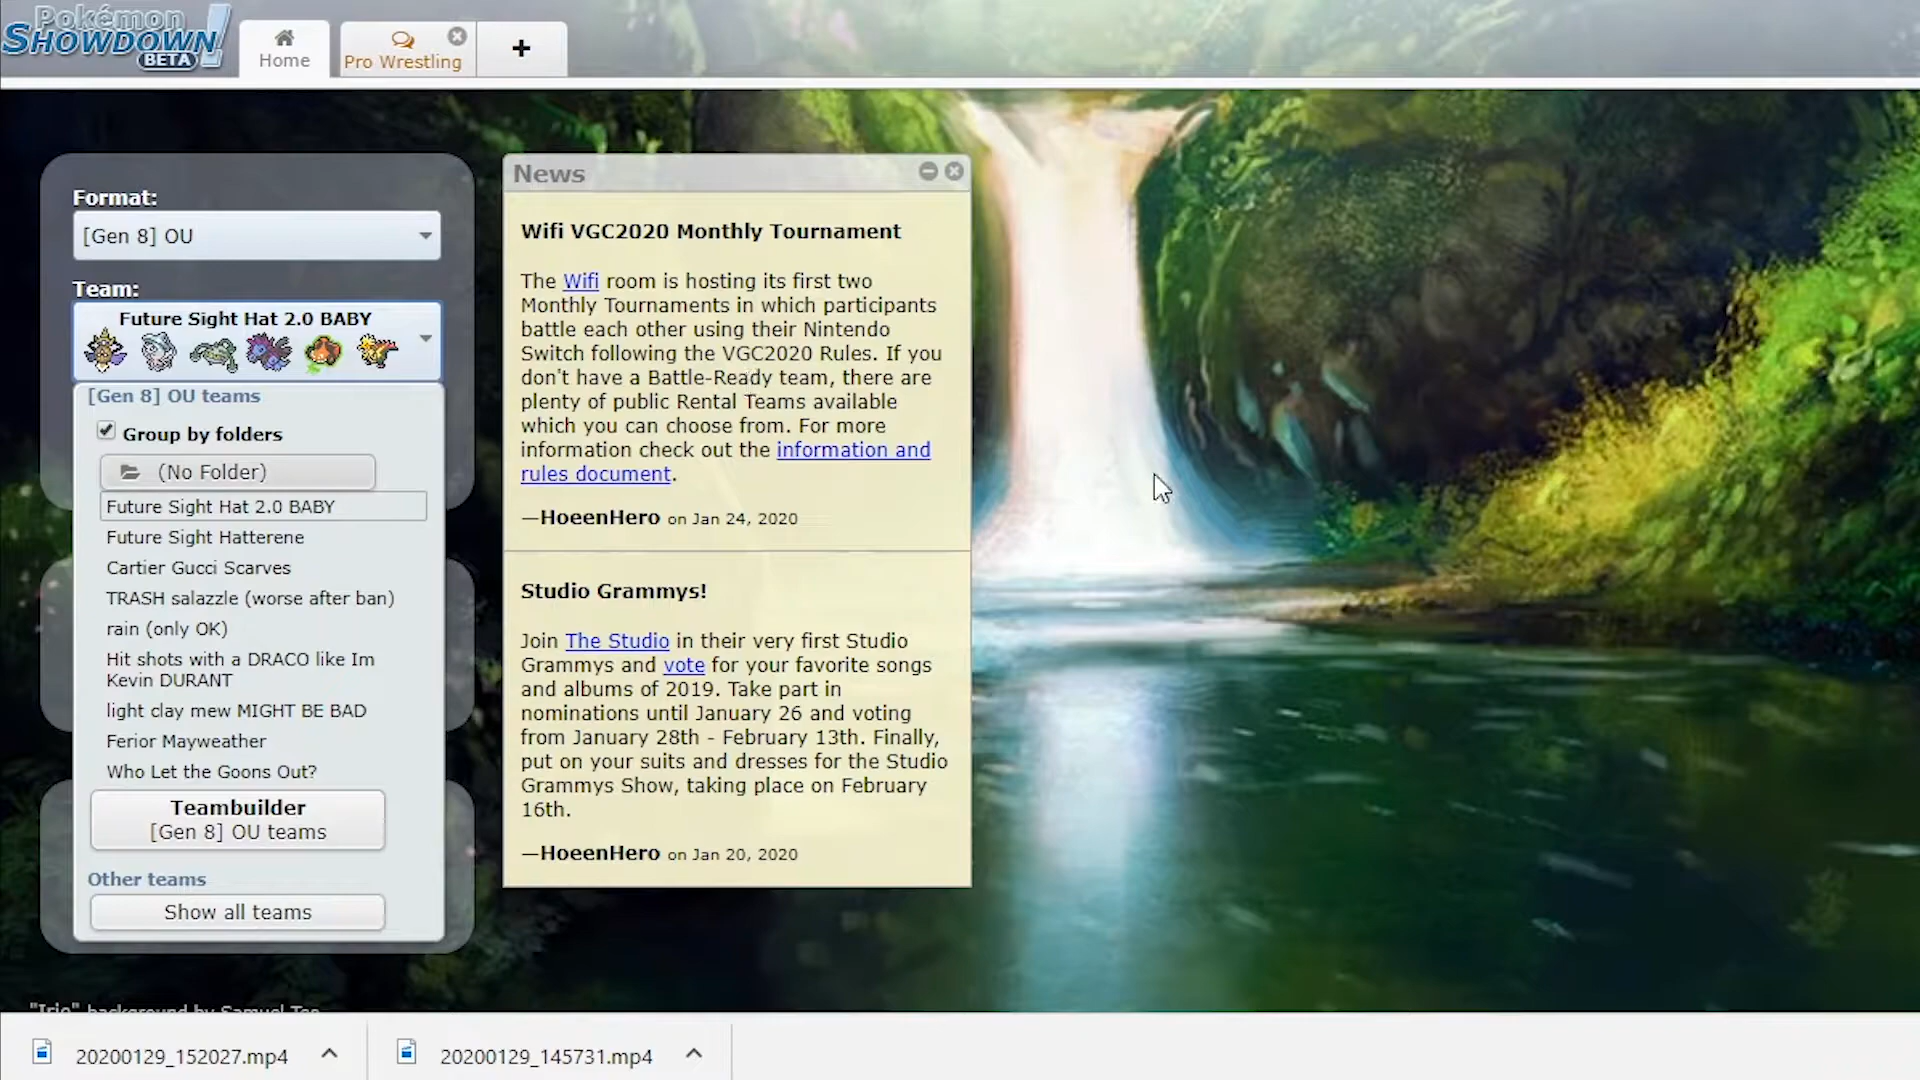 Pokémon
SHOWDOWN!
BETA
Home
Pro Wrestling
+
Format:
[Gen 8] OU
Team:
Future Sight Hat 2.0 BABY
[Gen 8] OU teams
Group by folders
(No Folder)
Future Sight Hat 2.0 BABY
Future Sight Hatterene
Cartier Gucci Scarves
TRASH salazzle (worse after ban)
rain (only OK)
Hit shots with a DRACO like Im
Kevin DURANT
light clay mew MIGHT BE BAD
Ferior Mayweather
Who Let the Goons Out?
Teambuilder
[Gen 8] OU teams
Other teams
Show all teams
News
Wifi VGC2020 Monthly Tournament
The Wifi room is hosting its first two
Monthly Tournaments in which participants
battle each other using their Nintendo
Switch following the VGC2020 Rules. If you
don't have a Battle-Ready team, there are
plenty of public Rental Teams available
which you can choose from. For more
information check out the information and
rules document.
—HoeenHero on Jan 24, 2020
Studio Grammys!
Join The Studio in their very first Studio
Grammys and vote for your favorite songs
and albums of 2019. Take part in
nominations until January 26 and voting
from January 28th - February 13th. Finally,
put on your suits and dresses for the Studio
Grammys Show, taking place on February
16th.
—HoeenHero on Jan 20, 2020
background by Samuel
20200129_152027.mp4
20200129_145731.mp4